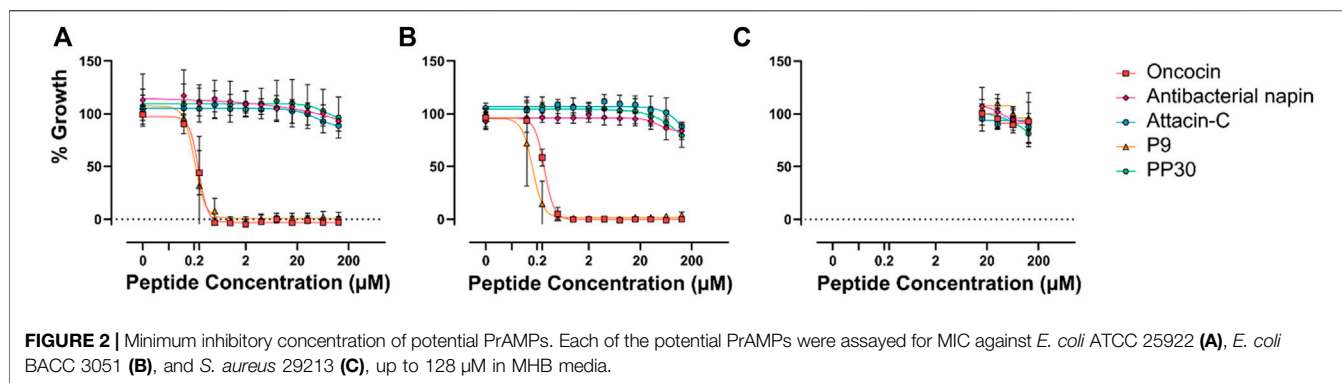 A
B
C
150
100
50
0
% Growth
0
0.2
2
20
200
Peptide Concentration (µM)
150
100
50
0
0
0.2
2
20
200
Peptide Concentration (µM)
150
100
50
0
0
0.2
2
20
200
Peptide Concentration (µM)
Oncocin
Antibacterial napin
Attacin-C
P9
PP30
FIGURE 2 | Minimum inhibitory concentration of potential PrAMPs. Each of the potential PrAMPs were assayed for MIC against E. coli ATCC 25922 (A), E. coli
BACC 3051 (B), and S. aureus 29213 (C), up to 128 µM in MHB media.